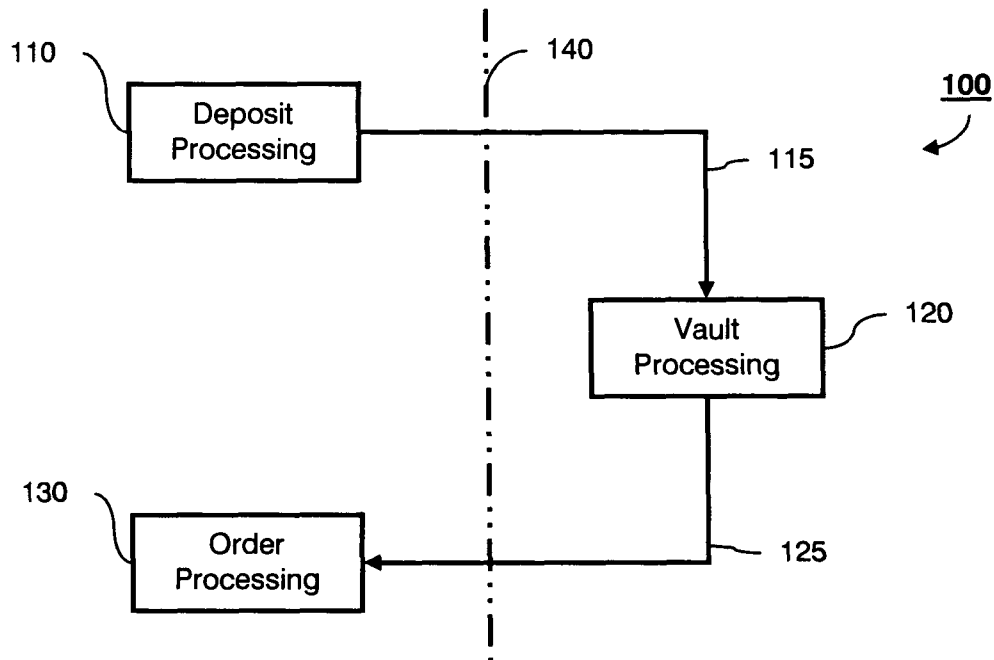 110
140
100
Deposit
Processing
115
Vault
Processing
120
130
Order
Processing
125